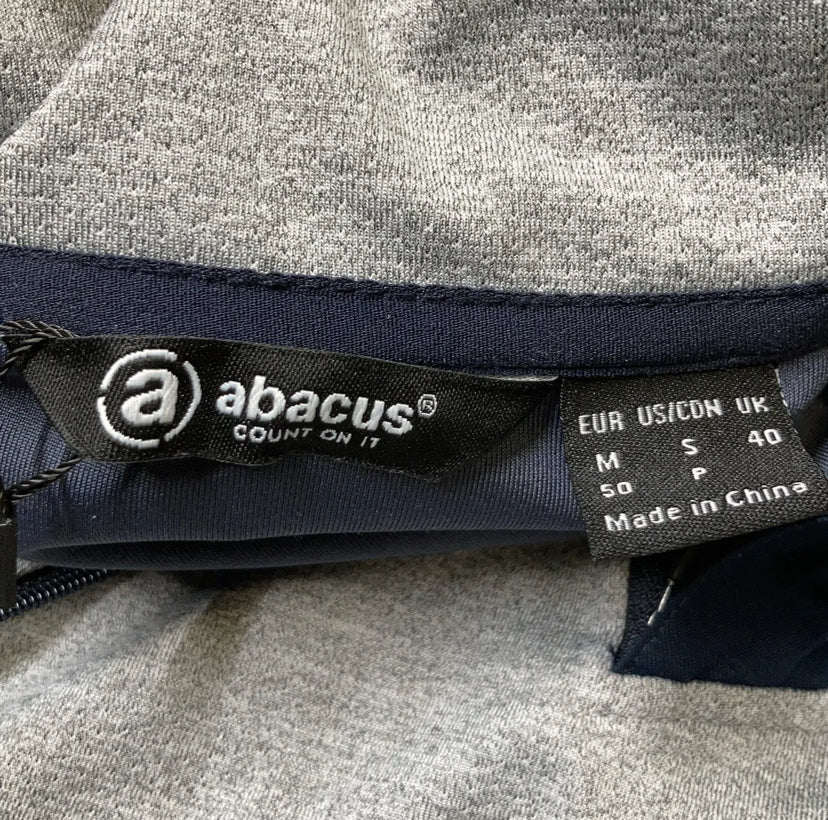 a abacus®
COUNT ON IT
EUR US/CDN UK
M S 40
50 P
Made in China